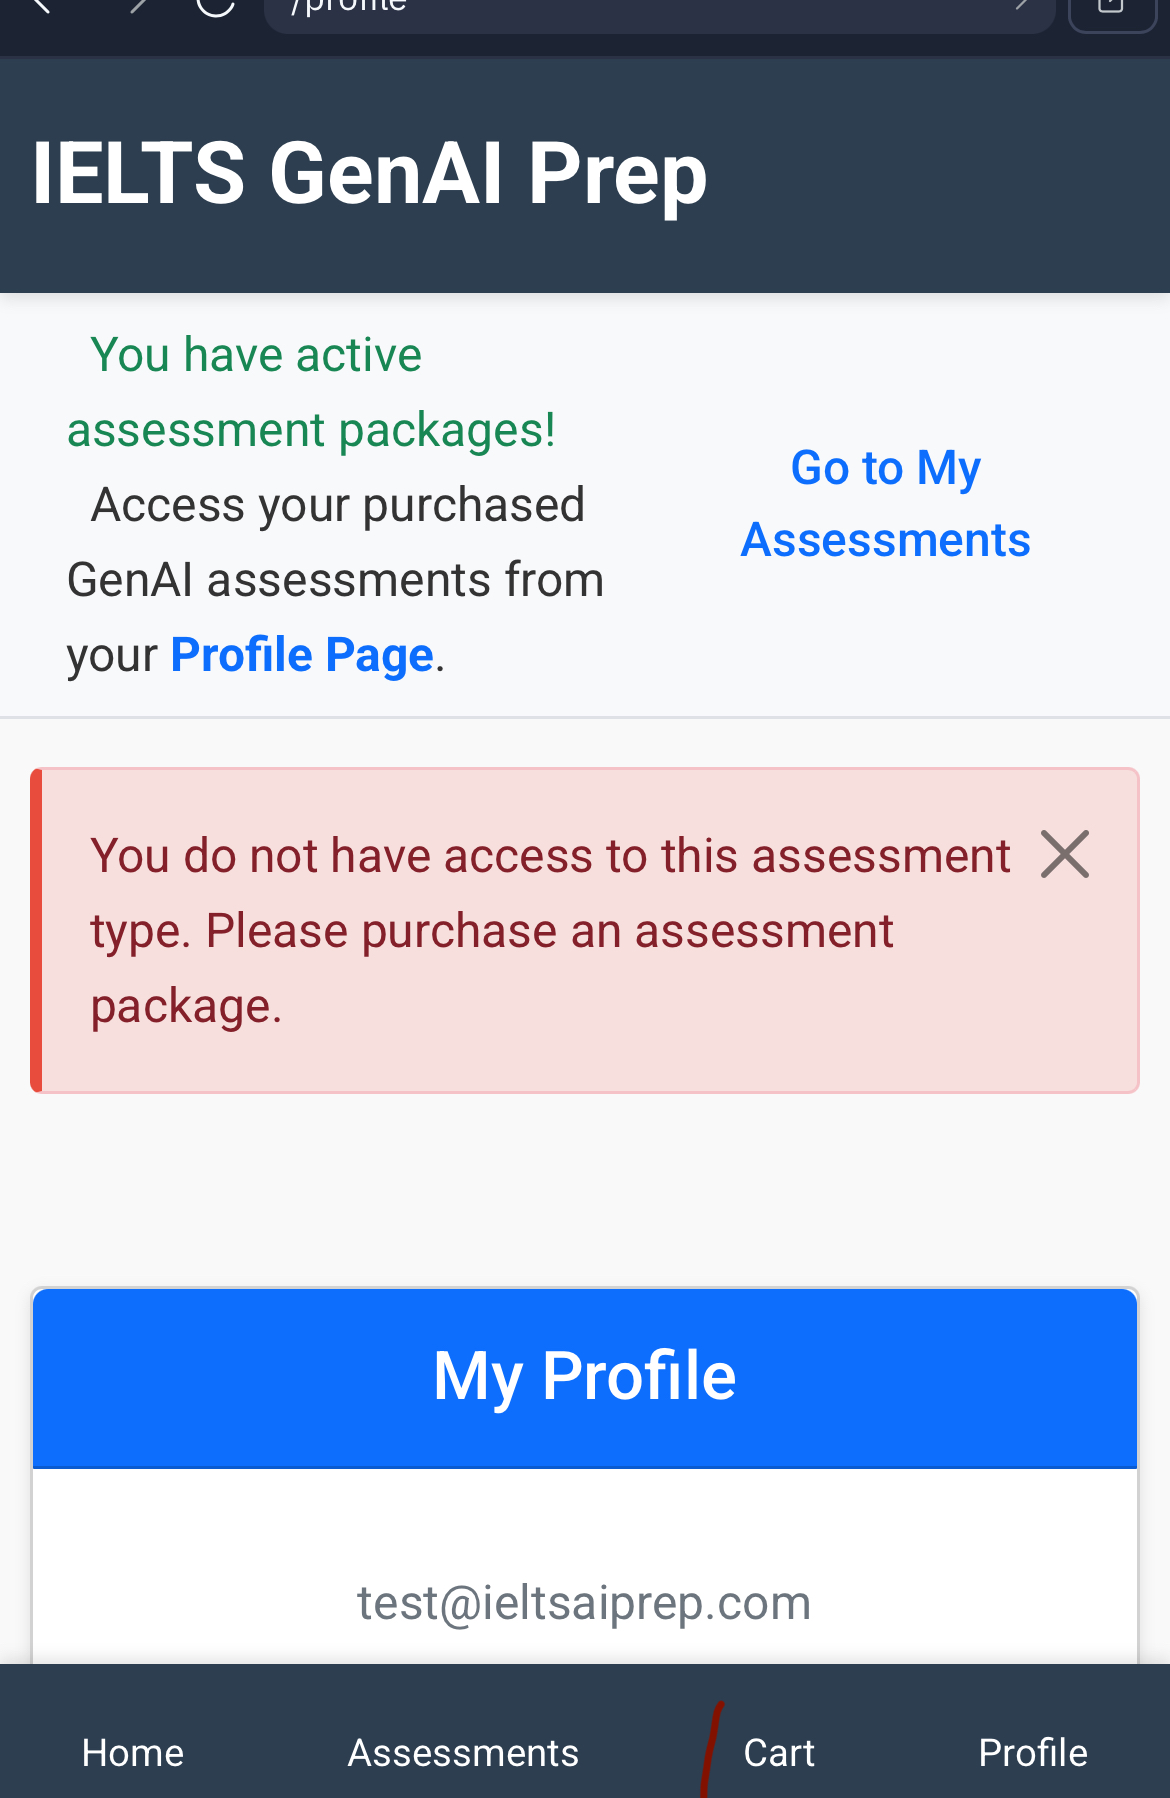 /profile
IELTS GenAI Prep
You have active
assessment packages!
Access your purchased
GenAI assessments from
your Profile Page.
Go to My
Assessments
You do not have access to this assessment
type. Please purchase an assessment
package.
My Profile
test@ieltsaiprep.com
Home
Assessments
Cart
Profile